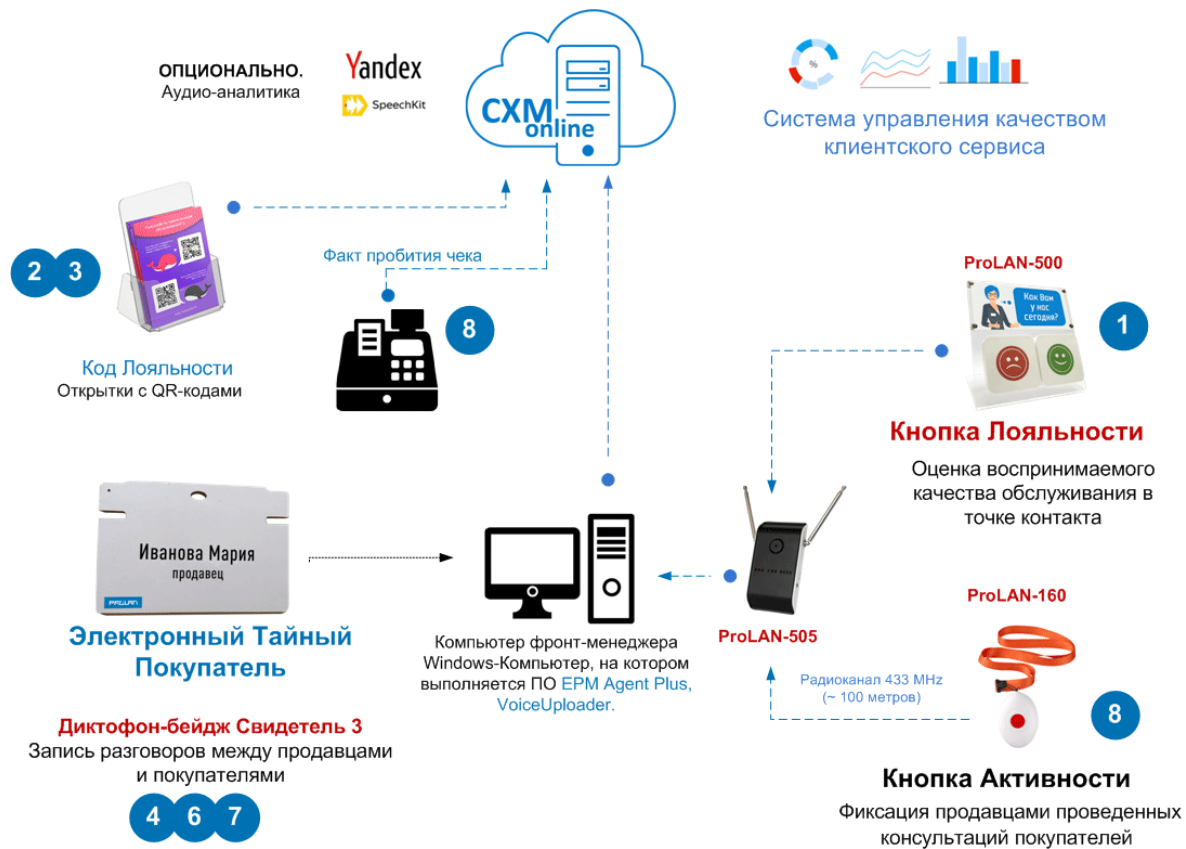 ОПЦИОНАЛЬНО.
Аудио-аналитика
Yandex
SpeechKit
CXM
online
%
Система управления качеством
клиентского сервиса
2 3
Код Лояльности
Открытки с QR-кодами
Факт пробития чека
8
ProLAN-500
Как Вам
у нас
сегодня?
1
Кнопка Лояльности
Оценка воспринимаемого
качества обслуживания в
точке контакта
Иванова Мария
продавец
PROLAN
Электронный Тайный
Покупатель
Диктофон-бейдж Свидетель 3
Запись разговоров между продавцами
и покупателями
4 6 7
Компьютер фронт-менеджера
Windows-Компьютер, на котором
выполняется ПО EPM Agent Plus,
VoiceUploader.
ProLAN-505
Радиоканал 433 MHz
(~ 100 метров)
ProLAN-160
8
Кнопка Активности
Фиксация продавцами проведенных
консультаций покупателей